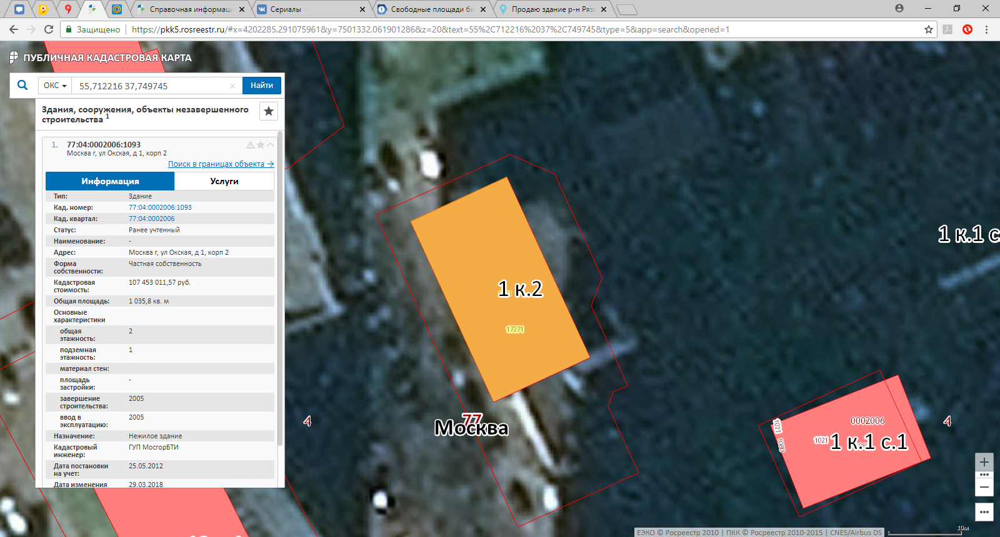 Справочная информаци
Сериалы
Свободные площади би
Продаю здание р-н Ряза
Защищено
https://pkk5.rosreestr.ru/#x=4202285.291075961&y=7501332.061901286&z=20&text=55%2C712216%2037%2C749745&type=5&app=search&opened=1
ПУБЛИЧНАЯ КАДАСТРОВАЯ КАРТА
ОКС
55,712216 37,749745
Найти
Здания, сооружения, объекты незавершенного
строительства 1
1. 77:04:0002006:1093
Москва г, ул Окская, д 1, корп 2
Поиск в границах объекта →
Информация
Услуги
Тип: Здание
Кад. номер: 77:04:0002006:1093
Кад. квартал: 77:04:0002006
Статус: Ранее учтенный
Наименование: -
Адрес: Москва г, ул Окская, д 1, корп 2
Форма
собственности: Частная собственность
Кадастровая
стоимость: 107 453 011,57 руб.
Общая площадь: 1 035,8 кв. м
Основные
характеристики
общая
этажность: 2
подземная
этажность: 1
материал стен:
площадь
застройки: -
завершение
строительства: 2005
ввод в
эксплуатацию: 2005
Назначение: Нежилое здание
Кадастровый
инженер: ГУП МосгорБТИ
Дата постановки
на учет: 25.05.2012
Дата изменения 29.03.2018
1 к.1 с
1 к.2
17271
77
Москва
4
0002006
4
1021
1080
1021
1 к.1 с.1
10м
ЕЭКО © Росреестр 2010 | ПКК © Росреестр 2010-2015 | CNES/Airbus DS